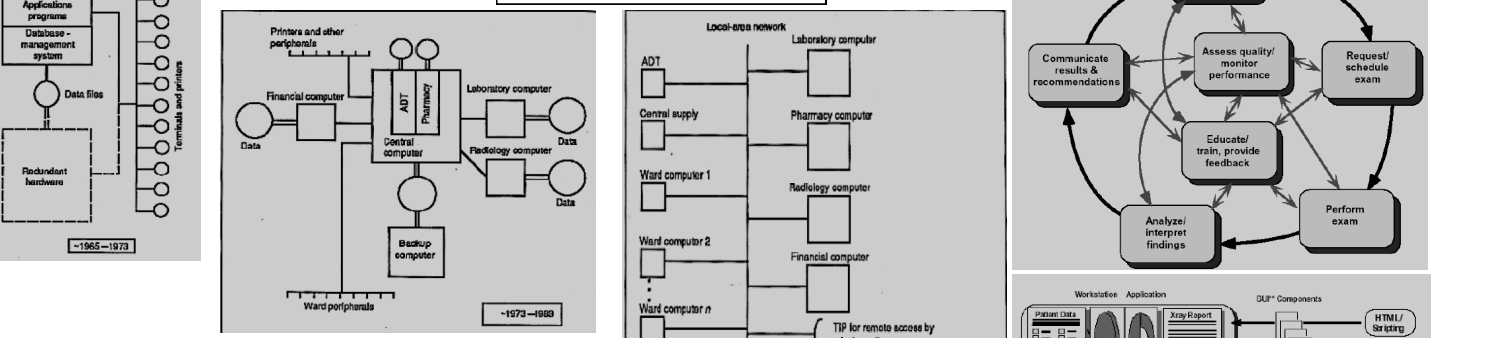 Applications
programs
Database-
management
system
Data files
Redundant
hardware
Terminals and printers
~1965—1973
Printers and other
peripherals
Financial computer
ADT
Pharmacy
Laboratory computer
Data
Central
computer
Data
Radiology computer
Data
Backup
computer
Ward peripherals
~1973—1983
Local-area network
Laboratory computer
ADT
Central supply
Pharmacy computer
Ward computer 1
Radiology computer
Ward computer 2
Financial computer
Ward computer n
TIP for remote access by
Communicate
results &
recommendations
Assess quality/
monitor
performance
Request/
schedule
exam
Educate/
train, provide
feedback
Analyze/
interpret
findings
Perform
exam
Workstation Application
GUI** Components
Patient Data
Xray Report
HTML/
Scripting